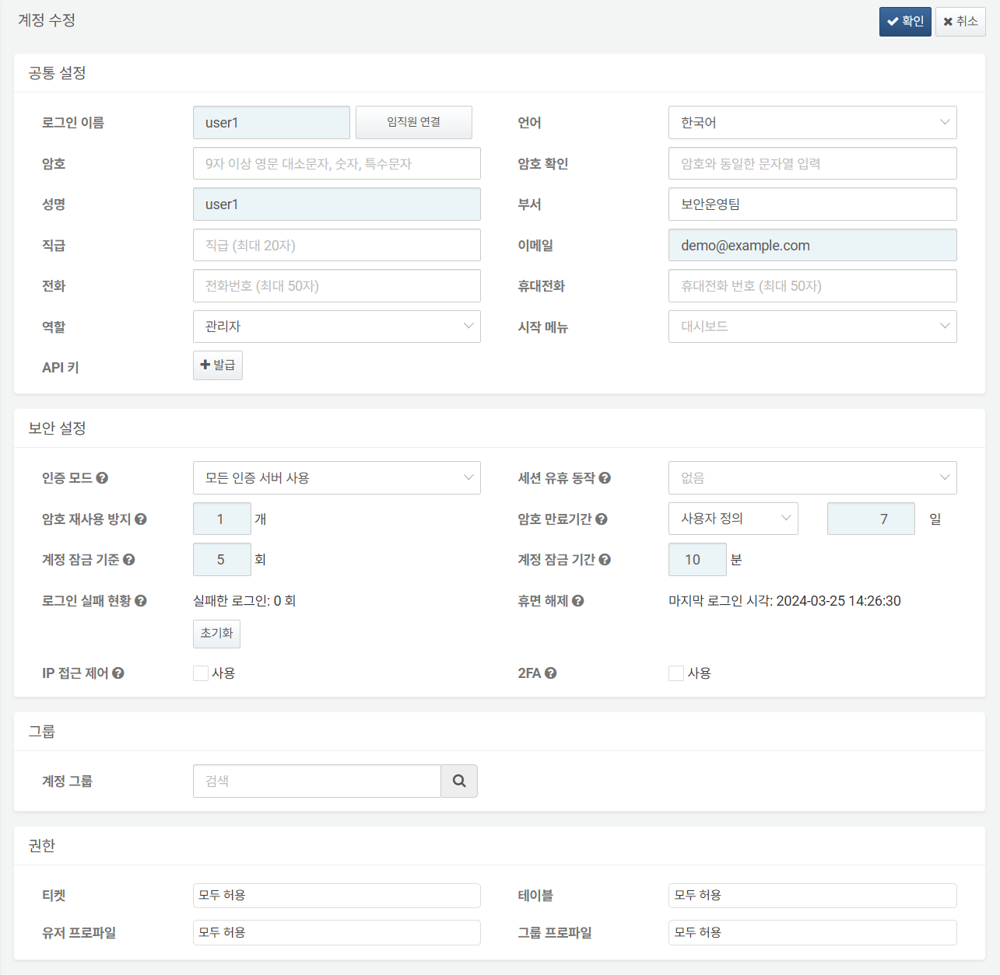 계정 수정
확인
취소
공통 설정
로그인 이름
user1
임직원 연결
언어
한국어
암호
9자 이상 영문 대소문자, 숫자, 특수문자
암호 확인
암호와 동일한 문자열 입력
성명
user1
부서
보안운영팀
직급
직급 (최대 20자)
이메일
demo@example.com
전화
전화번호 (최대 50자)
휴대전화
휴대전화 번호 (최대 50자)
역할
관리자
시작 메뉴
대시보드
API 키
발급
보안 설정
인증 모드
모든 인증 서버 사용
세션 유휴 동작
없음
암호 재사용 방지
1 개
암호 만료기간
사용자 정의
7 일
계정 잠금 기준
5 회
계정 잠금 기간
10 분
로그인 실패 현황
실패한 로그인: 0 회
초기화
휴면 해제
마지막 로그인 시각: 2024-03-25 14:26:30
IP 접근 제어
사용
2FA
사용
그룹
계정 그룹
검색
권한
티켓
모두 허용
테이블
모두 허용
유저 프로파일
모두 허용
그룹 프로파일
모두 허용